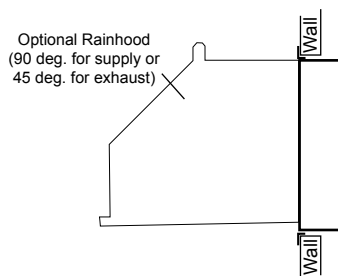 Optional Rainhood
(90 deg. for supply or
45 deg. for exhaust)
Wall
Wall